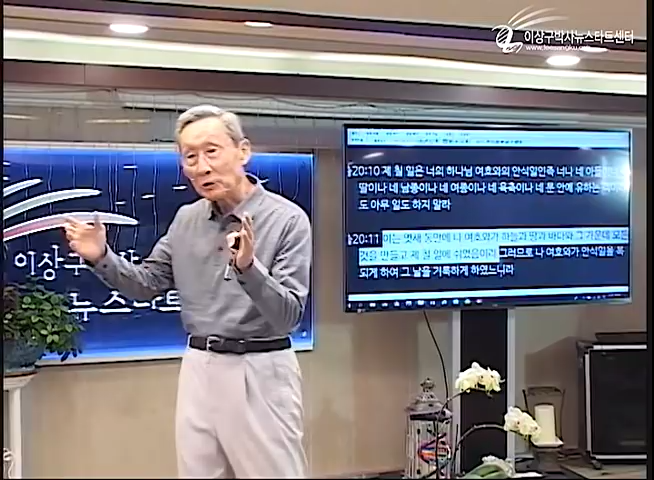 이상구박사뉴스타트센터
www.leesangku.org
20:10 제 칠 일은 너의 하나님 여호와의 안식일인즉 너나 네 아들이나
딸이나 네 남종이나 네 여종이나 네 육축이나 네 문 안에 유하는
도 아무 일도 하지 말라
20:11 이는 엿새 동안에 나 여호와가 하늘과 땅과 바다와 그 가운데 모든
것을 만들고 제 칠 일에 쉬었음이라 그러므로 나 여호와가 안식일을 복
되게 하여 그 날을 거룩하게 하였느니라
이상구
뉴스타트